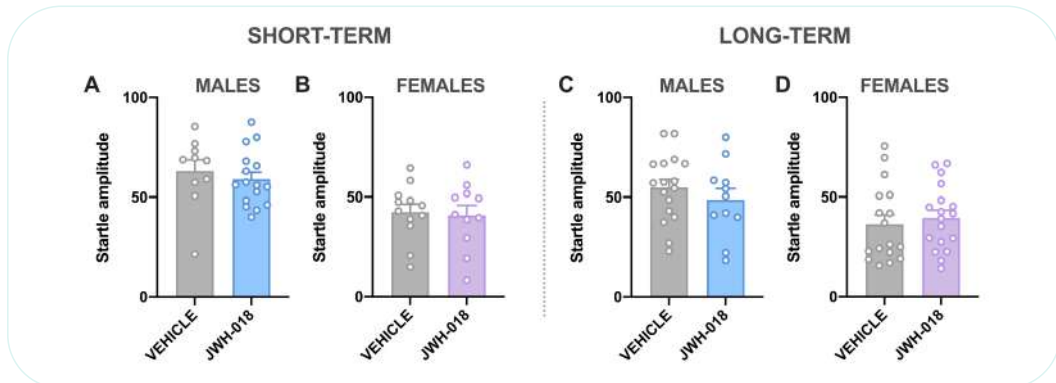 SHORT-TERM
LONG-TERM
A
MALES
B
FEMALES
C
MALES
D
FEMALES
Startle amplitude
100
50
0
VEHICLE
JWH-018
Startle amplitude
100
50
0
VEHICLE
JWH-018
Startle amplitude
100
50
0
VEHICLE
JWH-018
Startle amplitude
100
50
0
VEHICLE
JWH-018